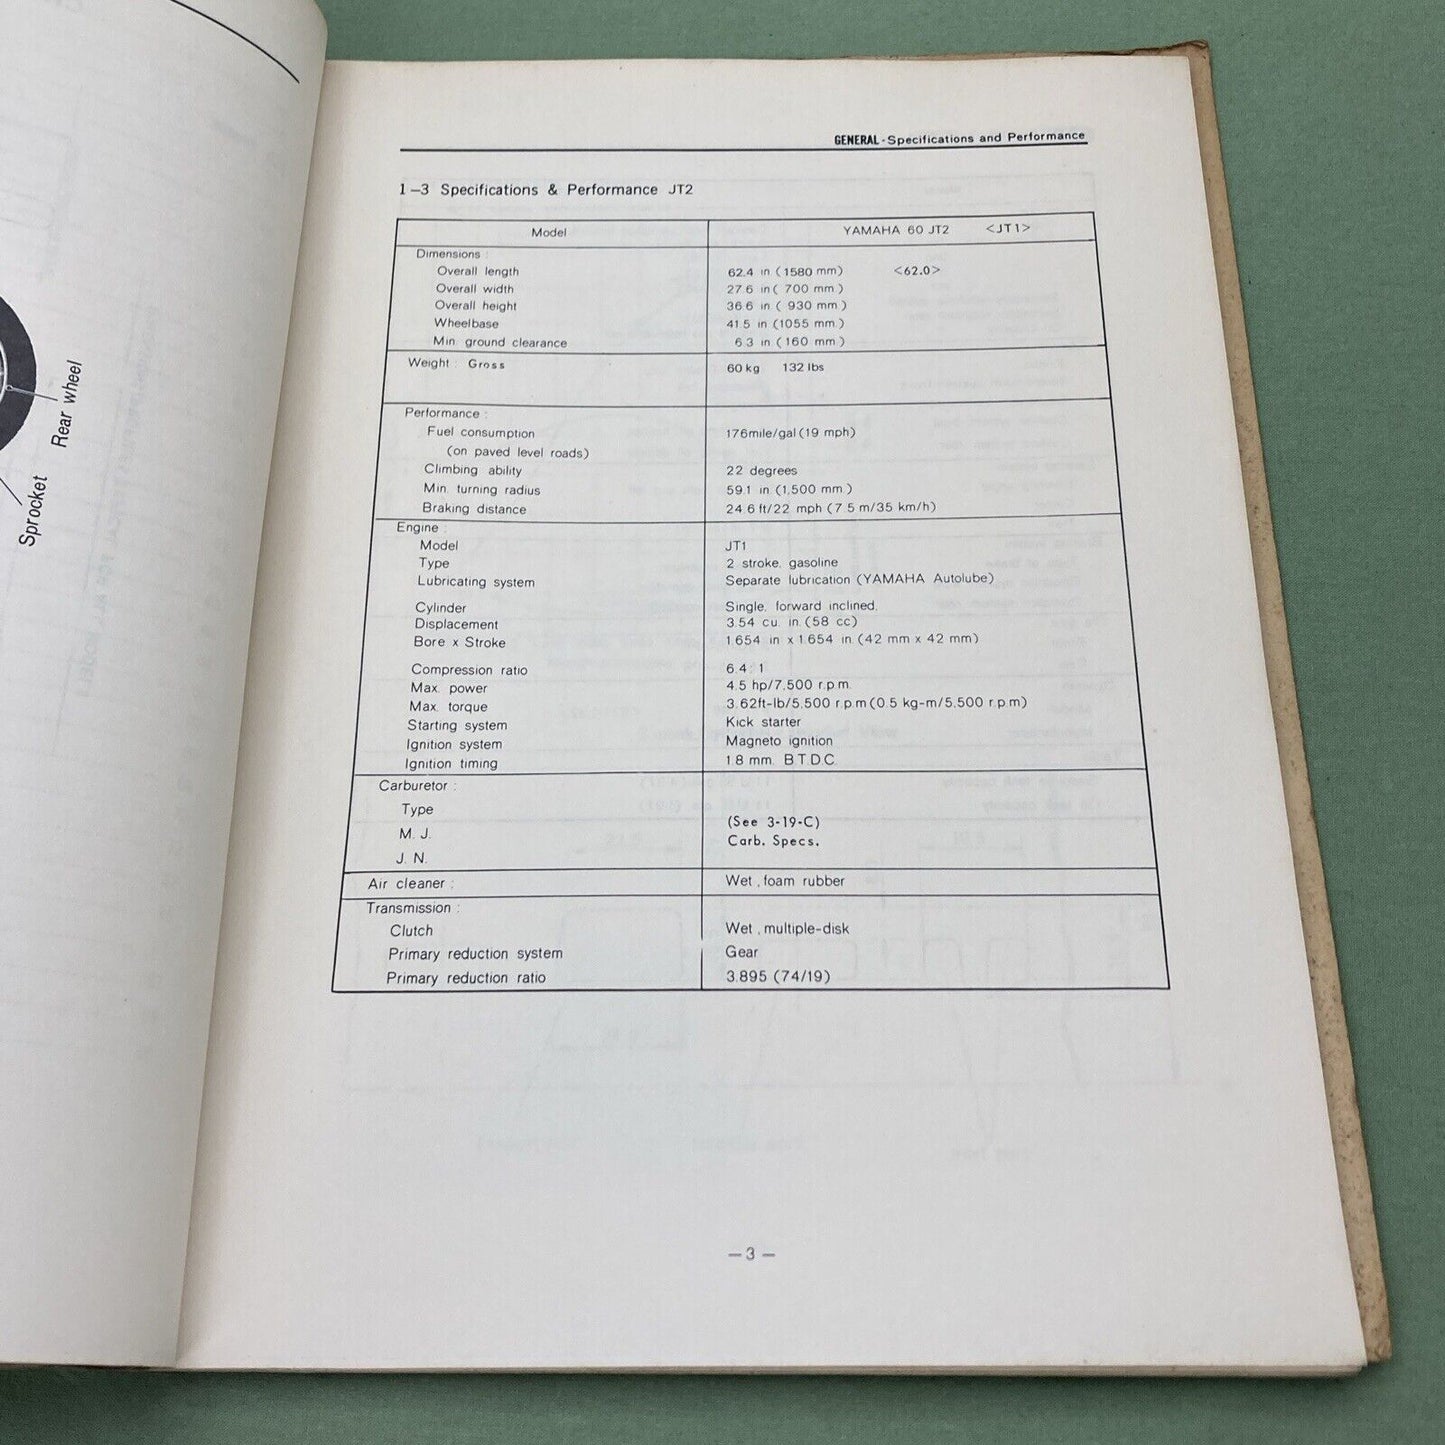 Rear wheel
Sprocket
GENERAL - Specifications and Performance
1-3 Specifications & Performance JT2
Model YAMAHA 60 JT2 <JT1>
Dimensions :
Overall length 62.4 in (1580 mm) <62.0>
Overall width 27.6 in ( 700 mm.)
Overall height 36.6 in ( 930 mm)
Wheelbase 41.5 in (1055 mm.)
Min. ground clearance 6.3 in (160 mm.)
Weight : Gross 60 kg 132 lbs
Performance :
Fuel consumption 176mile/gal (19 mph)
(on paved level roads)
Climbing ability 22 degrees
Min. turning radius 59.1 in. (1,500 mm.)
Braking distance 24.6 ft/22 mph (7.5 m/35 km/h)
Engine :
Model JT1
Type 2 stroke, gasoline
Lubricating system Separate lubrication (YAMAHA Autolube)
Cylinder Single, forward inclined,
Displacement 3.54 cu. in. (58 cc)
Bore x Stroke 1.654 in x 1.654 in. (42 mm x 42 mm)
Compression ratio 6.4 : 1
Max. power 4.5 hp/7,500 r.p.m.
Max. torque 3.62ft-lb/5,500 r.p.m (0.5 kg-m/5,500 r.p.m)
Starting system Kick starter
Ignition system Magneto ignition
Ignition timing 1.8 mm. B.T.D.C.
Carburetor :
Type
(See 3-19-C)
M. J.
Carb. Specs.
J. N.
Air cleaner : Wet, foam rubber
Transmission :
Clutch Wet, multiple-disk
Primary reduction system Gear
Primary reduction ratio 3.895 (74/19)
— 3 —